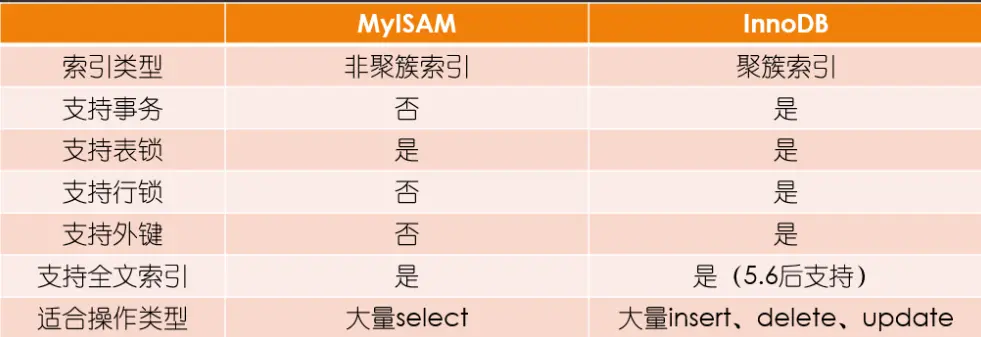 MyISAM InnoDB
索引类型 非聚簇索引 聚簇索引
支持事务 否 是
支持表锁 是 是
支持行锁 否 是
支持外键 否 是
支持全文索引 是 是（5.6后支持）
适合操作类型 大量select 大量insert、delete、update